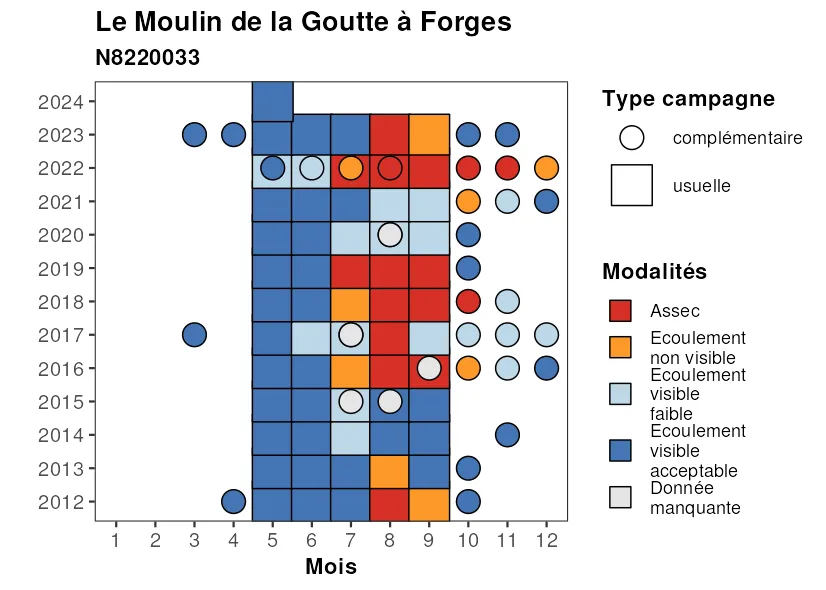 Le Moulin de la Goutte à Forges
N8220033
2024
2023
2022
2021
2020
2019
2018
2017
2016
2015
2014
2013
2012
1 2 3 4 5 6 7 8 9 10 11 12
Mois
Type campagne
complémentaire
usuelle
Modalités
Assec
Ecoulement
non visible
Ecoulement
visible
faible
Ecoulement
visible
acceptable
Donnée
manquante